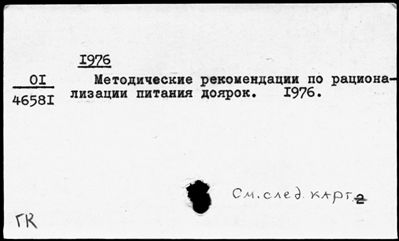 1976
01
46581
Методические рекомендации по рациона-
лизации питания доярок. 1976.
См. след. карт. 2
ГК